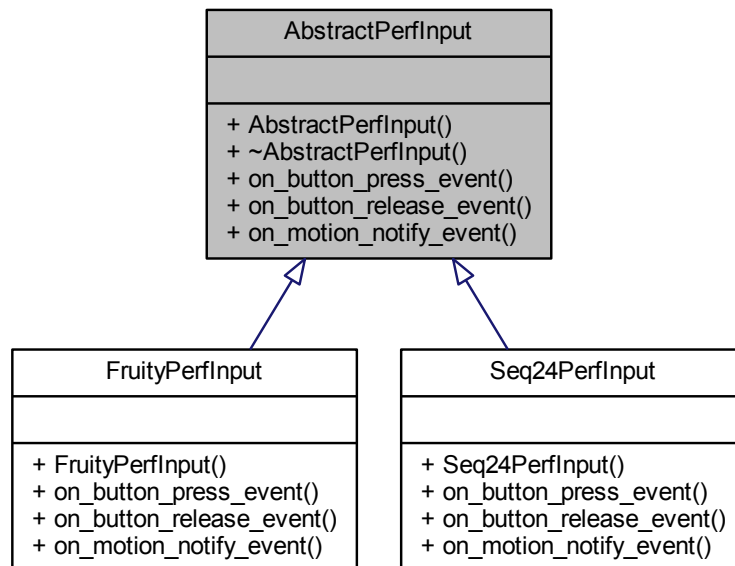 AbstractPerfInput
+ AbstractPerfInput()
+ ~AbstractPerfInput()
+ on_button_press_event()
+ on_button_release_event()
+ on_motion_notify_event()
FruityPerfInput
+ FruityPerfInput()
+ on_button_press_event()
+ on_button_release_event()
+ on_motion_notify_event()
Seq24PerfInput
+ Seq24PerfInput()
+ on_button_press_event()
+ on_button_release_event()
+ on_motion_notify_event()